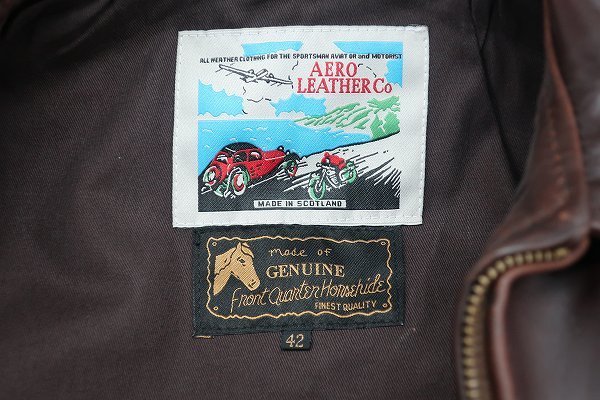 ALL WEATHER CLOTHING FOR THE SPORTSMAN AVIATOR and MOTORIST
AERO
LEATHER Co
MADE IN SCOTLAND
made of
GENUINE
Front Quarter Horsehide
FINEST QUALITY
42